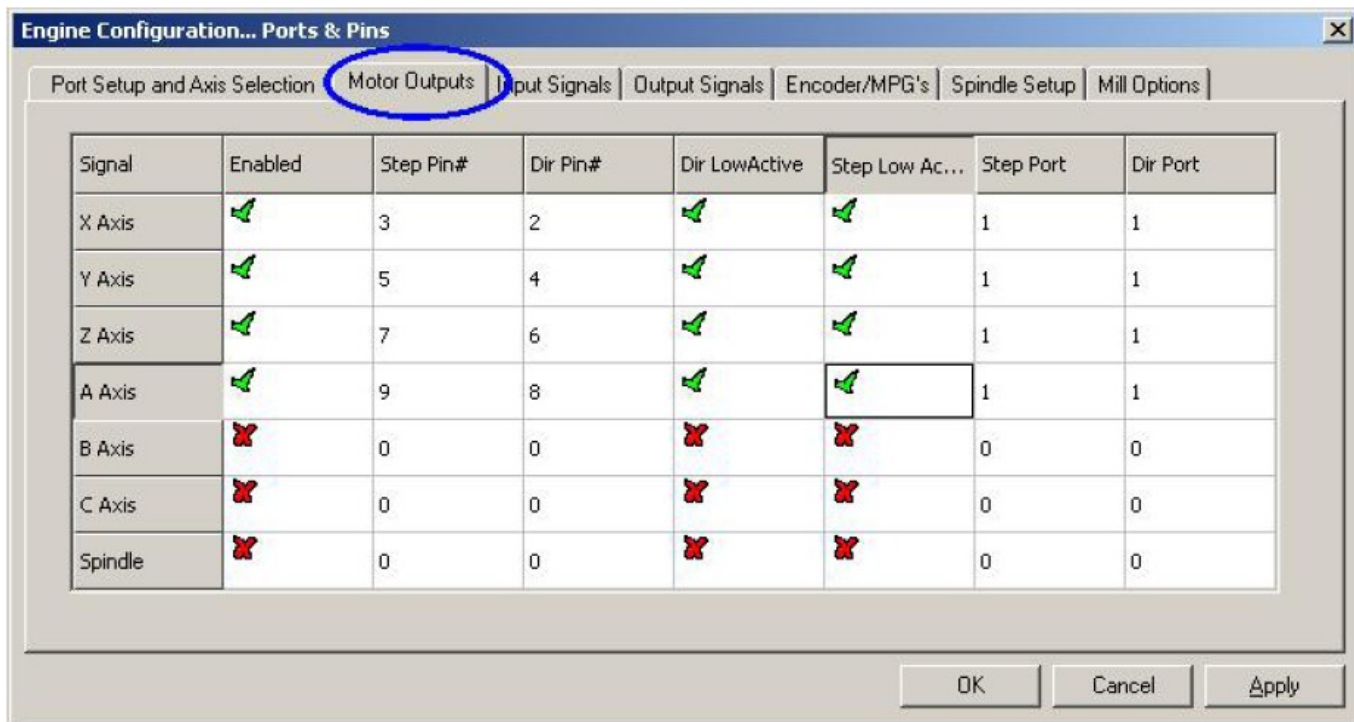 Engine Configuration... Ports & Pins
Port Setup and Axis Selection Motor Outputs Input Signals Output Signals Encoder/MPG's Spindle Setup Mill Options
Signal Enabled Step Pin# Dir Pin# Dir LowActive Step Low Ac... Step Port Dir Port
X Axis 3 2 1 1
Y Axis 5 4 1 1
Z Axis 7 6 1 1
A Axis 9 8 1 1
B Axis 0 0 0 0
C Axis 0 0 0 0
Spindle 0 0 0 0
OK Cancel Apply